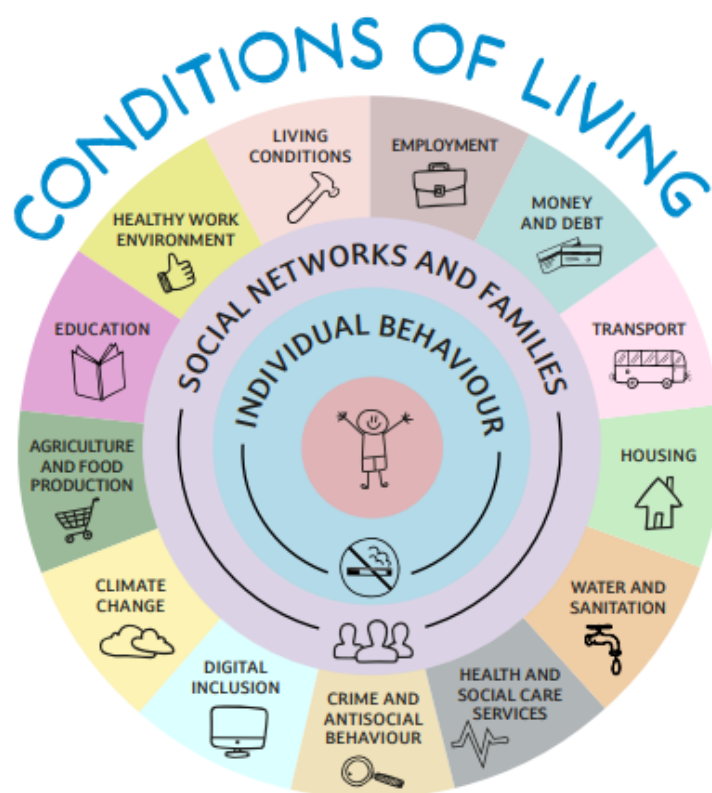 CONDITIONS OF LIVING
LIVING
CONDITIONS
EMPLOYMENT
MONEY
AND DEBT
TRANSPORT
HOUSING
WATER AND
SANITATION
HEALTH AND
SOCIAL CARE
SERVICES
CRIME AND
ANTISOCIAL
BEHAVIOUR
DIGITAL
INCLUSION
CLIMATE
CHANGE
AGRICULTURE
AND FOOD
PRODUCTION
EDUCATION
HEALTHY WORK
ENVIRONMENT
SOCIAL NETWORKS AND FAMILIES
INDIVIDUAL BEHAVIOUR